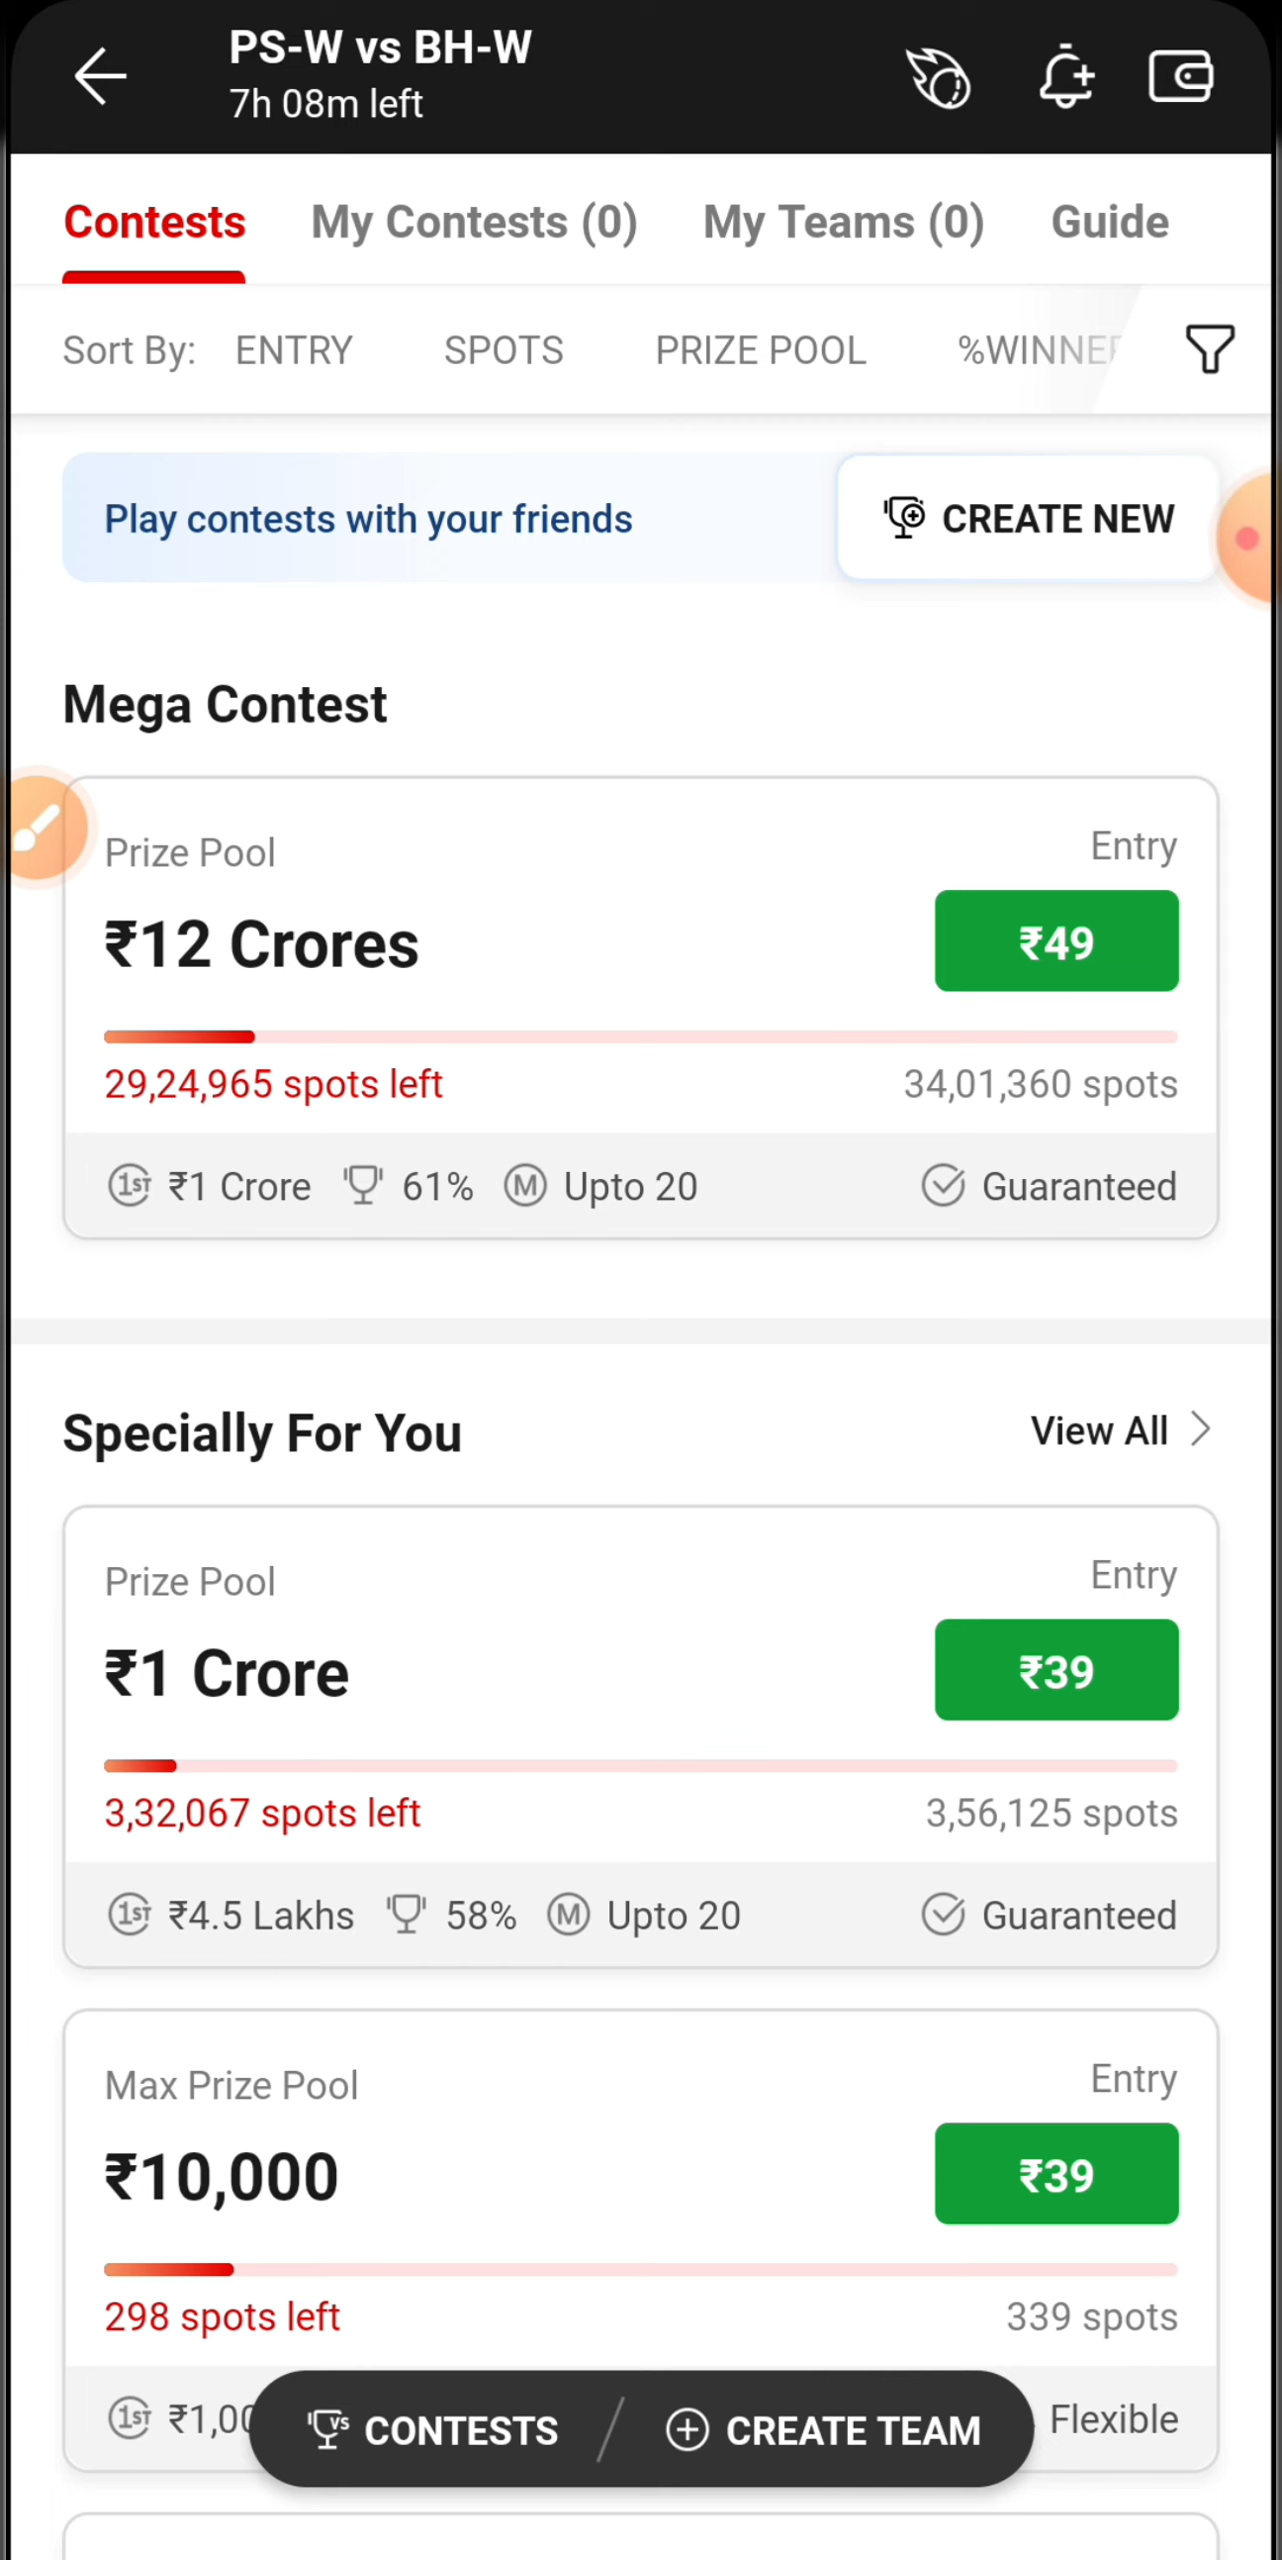 PS-W vs BH-W
7h 08m left
Contests My Contests (0) My Teams (0) Guide
Sort By: ENTRY SPOTS PRIZE POOL
Play contests with your friends CREATE NEW
Mega Contest
Prize Pool Entry
₹12 Crores ₹49
29,24,965 spots left 34,01,360 spots
1ST ₹1 Crore 61% M Upto 20 Guaranteed
Specially For You View All
Prize Pool Entry
₹1 Crore ₹39
3,32,067 spots left 3,56,125 spots
1ST ₹4.5 Lakhs 58% M Upto 20 Guaranteed
Max Prize Pool Entry
₹10,000 ₹39
298 spots left 339 spots
1ST Flexible
VS CONTESTS CREATE TEAM